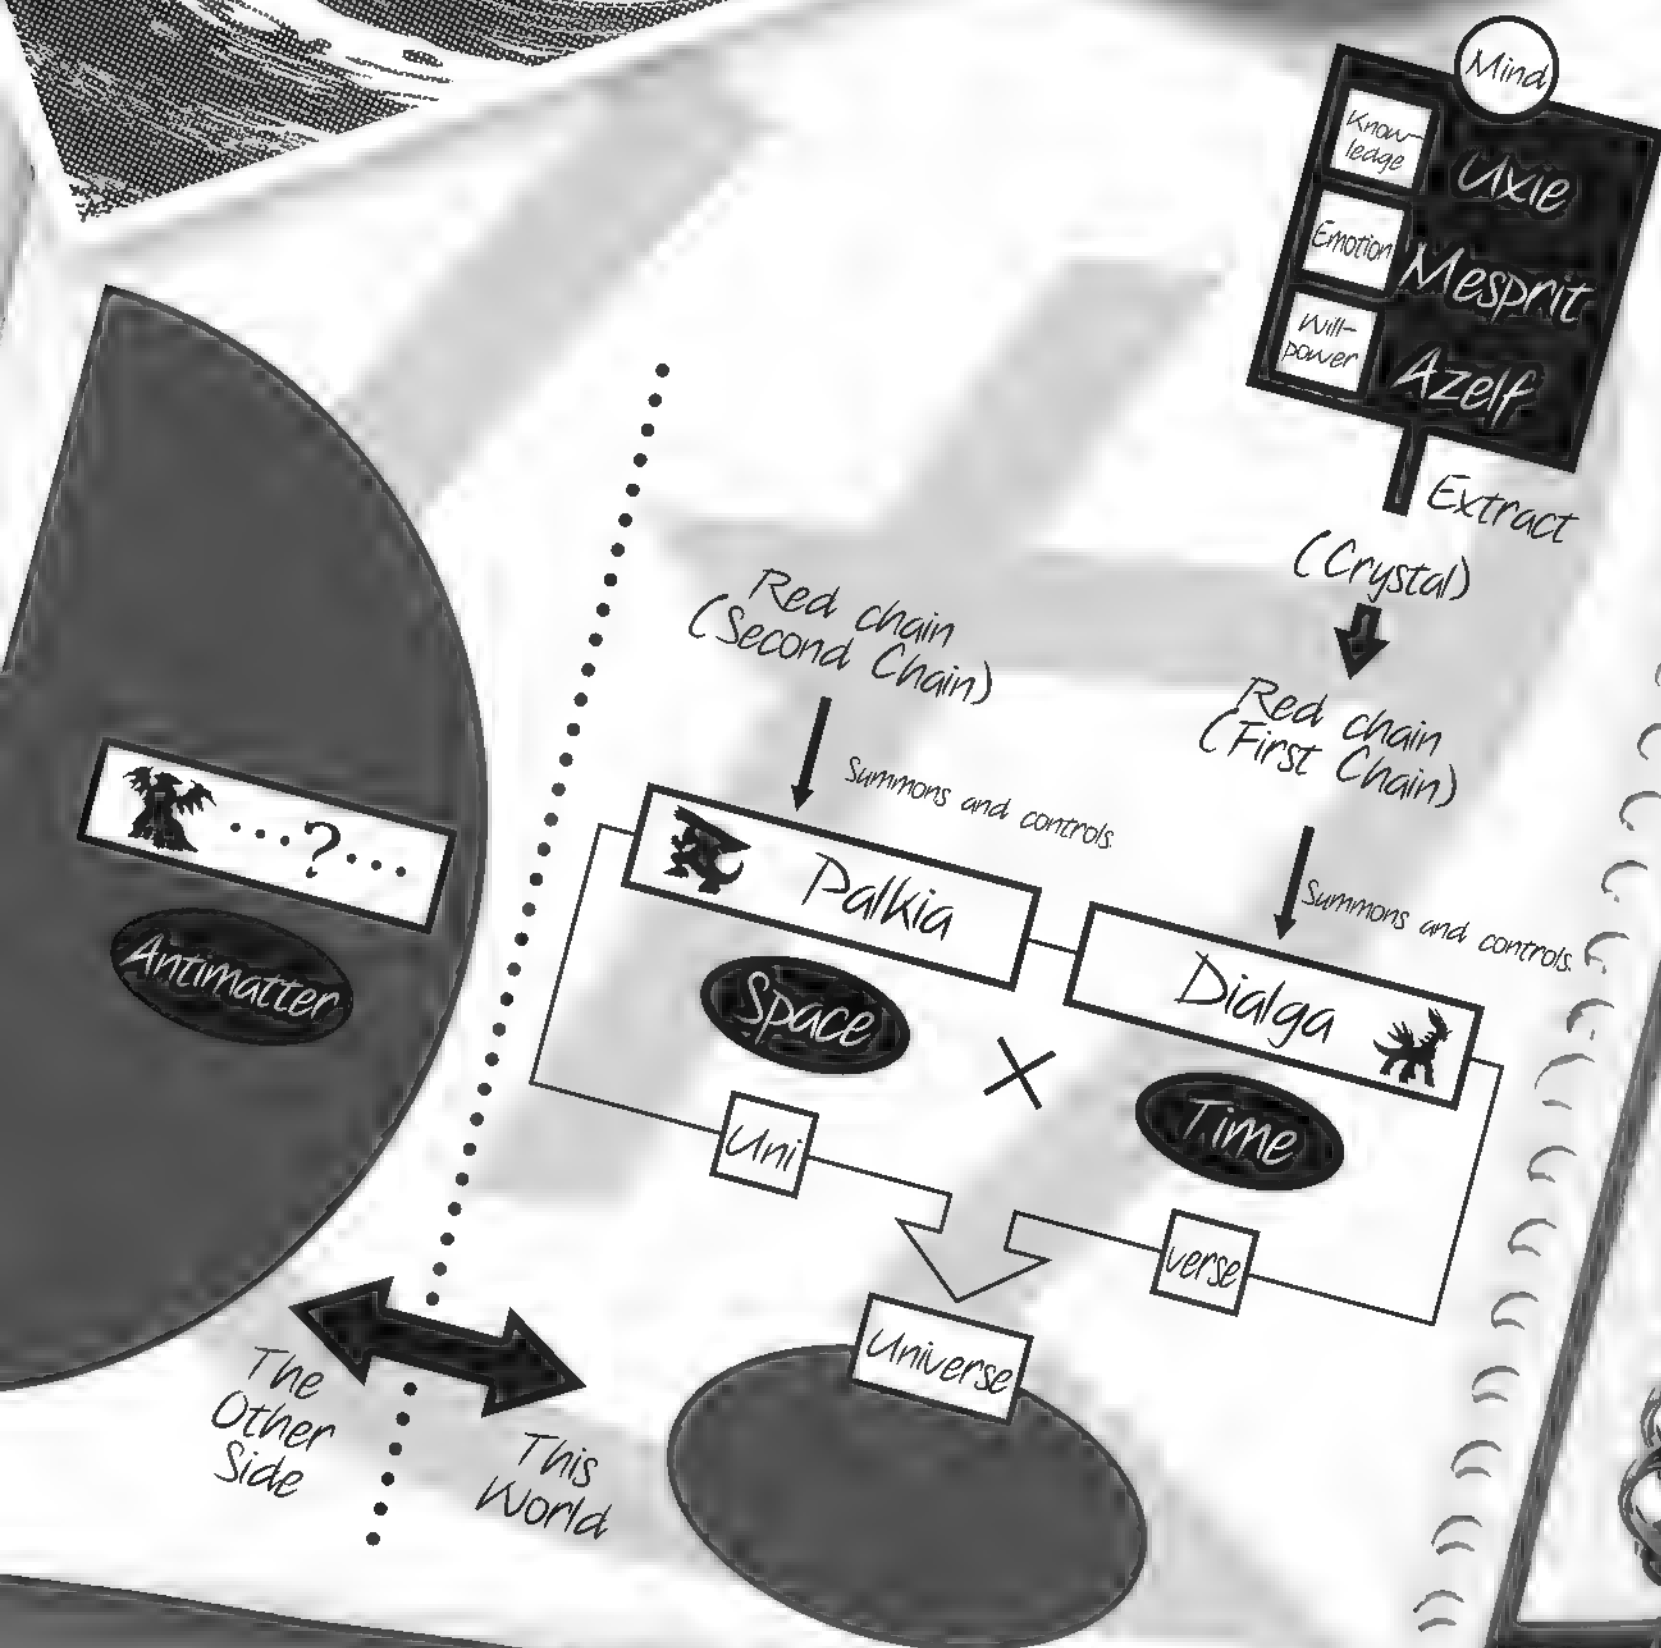 Mind
Know-
ledge
Uxie
Emotion
Mesprit
Will-
power
Azelf
Extract
(Crystal)
Red chain
(First Chain)
Summons and controls.
Red chain
(Second Chain)
Summons and controls.
Palkia
Dialga
Space
×
Time
Uni
verse
Universe
.....?...
Antimatter
The
Other
Side
This
World